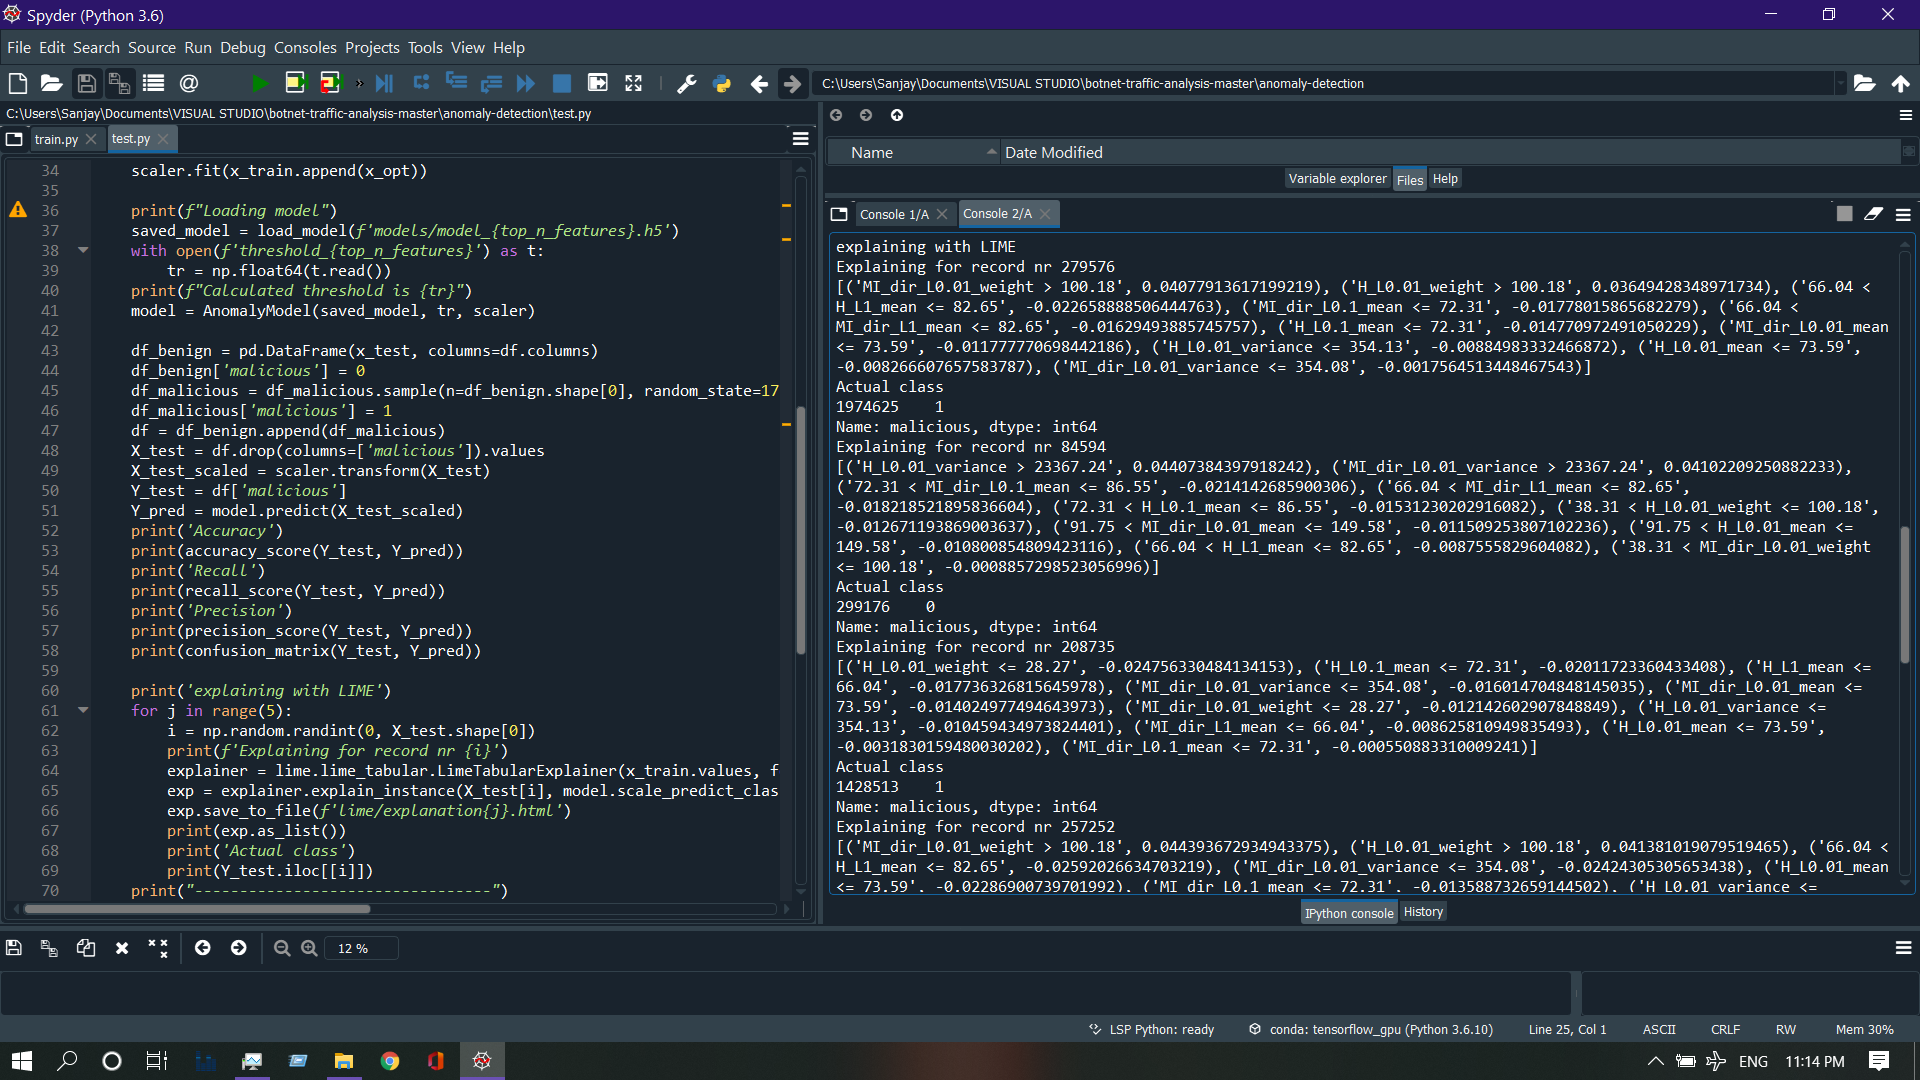 Spyder (Python 3.6)
File Edit Search Source Run Debug Consoles Projects Tools View Help
C:\Users\Sanjay\Documents\VISUAL STUDIO\botnet-traffic-analysis-master\anomaly-detection
C:\Users\Sanjay\Documents\VISUAL STUDIO\botnet-traffic-analysis-master\anomaly-detection\test.py
train.py test.py
34 scaler.fit(x_train.append(x_opt))
35
36 print(f"Loading model")
37 saved_model = load_model(f'models/model_{top_n_features}.h5')
38 with open(f'threshold_{top_n_features}') as t:
39 tr = np.float64(t.read())
40 print(f"Calculated threshold is {tr}")
41 model = AnomalyModel(saved_model, tr, scaler)
42
43 df_benign = pd.DataFrame(x_test, columns=df.columns)
44 df_benign['malicious'] = 0
45 df_malicious = df_malicious.sample(n=df_benign.shape[0], random_state=17
46 df_malicious['malicious'] = 1
47 df = df_benign.append(df_malicious)
48 X_test = df.drop(columns=['malicious']).values
49 X_test_scaled = scaler.transform(X_test)
50 Y_test = df['malicious']
51 Y_pred = model.predict(X_test_scaled)
52 print('Accuracy')
53 print(accuracy_score(Y_test, Y_pred))
54 print('Recall')
55 print(recall_score(Y_test, Y_pred))
56 print('Precision')
57 print(precision_score(Y_test, Y_pred))
58 print(confusion_matrix(Y_test, Y_pred))
59
60 print('explaining with LIME')
61 for j in range(5):
62 i = np.random.randint(0, X_test.shape[0])
63 print(f'Explaining for record nr {i}')
64 explainer = lime.lime_tabular.LimeTabularExplainer(x_train.values, f
65 exp = explainer.explain_instance(X_test[i], model.scale_predict_clas
66 exp.save_to_file(f'lime/explanation{j}.html')
67 print(exp.as_list())
68 print('Actual class')
69 print(Y_test.iloc[[i]])
70 print("---------------------------------")
Name Date Modified
Variable explorer Files Help
Console 1/A Console 2/A
explaining with LIME
Explaining for record nr 279576
[('MI_dir_L0.01_weight > 100.18', 0.04077913617199219), ('H_L0.01_weight > 100.18', 0.03649428348971734), ('66.04 <
H_L1_mean <= 82.65', -0.022658888506444763), ('MI_dir_L0.1_mean <= 72.31', -0.01778015865682279), ('66.04 <
MI_dir_L1_mean <= 82.65', -0.01629493885745757), ('H_L0.1_mean <= 72.31', -0.014770972491050229), ('MI_dir_L0.01_mean
<= 73.59', -0.011777770698442186), ('H_L0.01_variance <= 354.13', -0.00884983332466872), ('H_L0.01_mean <= 73.59',
-0.008266607657583787), ('MI_dir_L0.01_variance <= 354.08', -0.0017564513448467543)]
Actual class
1974625 1
Name: malicious, dtype: int64
Explaining for record nr 84594
[('H_L0.01_variance > 23367.24', 0.04407384397918242), ('MI_dir_L0.01_variance > 23367.24', 0.04102209250882233),
('72.31 < MI_dir_L0.1_mean <= 86.55', -0.0214142685900306), ('66.04 < MI_dir_L1_mean <= 82.65',
-0.018218521895836604), ('72.31 < H_L0.1_mean <= 86.55', -0.01531230202916082), ('38.31 < H_L0.01_weight <= 100.18',
-0.012671193869003637), ('91.75 < MI_dir_L0.01_mean <= 149.58', -0.011509253807102236), ('91.75 < H_L0.01_mean <=
149.58', -0.010800854809423116), ('66.04 < H_L1_mean <= 82.65', -0.0087555829604082), ('38.31 < MI_dir_L0.01_weight
<= 100.18', -0.0008857298523056996)]
Actual class
299176 0
Name: malicious, dtype: int64
Explaining for record nr 208735
[('H_L0.01_weight <= 28.27', -0.024756330484134153), ('H_L0.1_mean <= 72.31', -0.02011723360433408), ('H_L1_mean <=
66.04', -0.017736326815645978), ('MI_dir_L0.01_variance <= 354.08', -0.016014704848145035), ('MI_dir_L0.01_mean <=
73.59', -0.014024977494643973), ('MI_dir_L0.01_weight <= 28.27', -0.012142602907848849), ('H_L0.01_variance <=
354.13', -0.010459434973824401), ('MI_dir_L1_mean <= 66.04', -0.008625810949835493), ('H_L0.01_mean <= 73.59',
-0.0031830159480030202), ('MI_dir_L0.1_mean <= 72.31', -0.000550883310009241)]
Actual class
1428513 1
Name: malicious, dtype: int64
Explaining for record nr 257252
[('MI_dir_L0.01_weight > 100.18', 0.044393672934943375), ('H_L0.01_weight > 100.18', 0.041381019079519465), ('66.04 <
H_L1_mean <= 82.65', -0.02592026634703219), ('MI_dir_L0.01_variance <= 354.08', -0.02424305305653438), ('H_L0.01_mean
<= 73.59', -0.02286900739701992), ('MI_dir_L0.1_mean <= 72.31', -0.013588732659144502), ('H_L0.01_variance <=
IPython console History
12 %
LSP Python: ready conda: tensorflow_gpu (Python 3.6.10) Line 25, Col 1 ASCII CRLF RW Mem 30%
ENG 11:14 PM